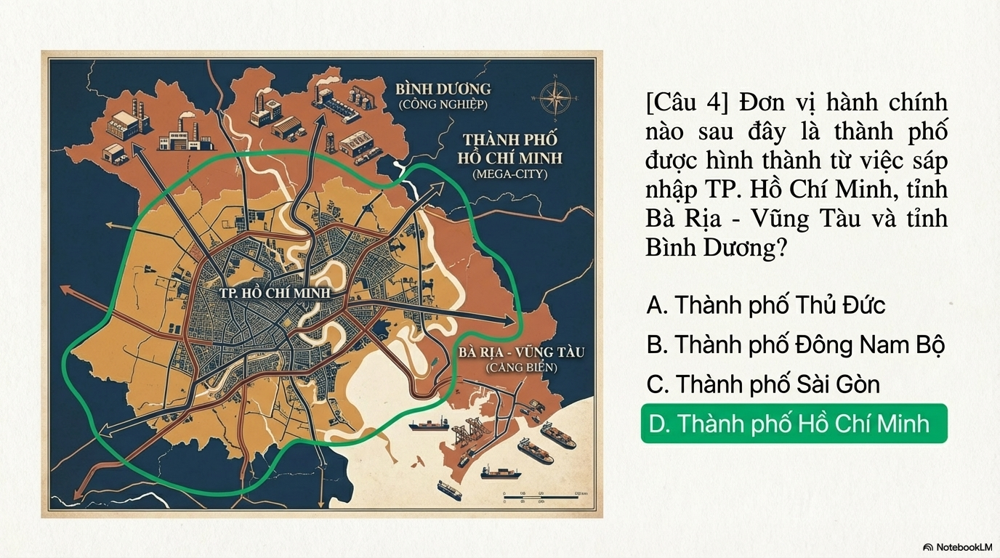 BÌNH DƯƠNG
(CÔNG NGHIỆP)
N
W
E
S
THÀNH PHỐ
HỒ CHÍ MINH
(MEGA-CITY)
TP. HỒ CHÍ MINH
BÀ RỊA - VŨNG TÀU
(CẢNG BIỂN)
[Câu 4] Đơn vị hành chính
nào sau đây là thành phố
được hình thành từ việc sáp
nhập TP. Hồ Chí Minh, tỉnh
Bà Rịa - Vũng Tàu và tỉnh
Bình Dương?
A. Thành phố Thủ Đức
B. Thành phố Đông Nam Bộ
C. Thành phố Sài Gòn
D. Thành phố Hồ Chí Minh
NotebookLM